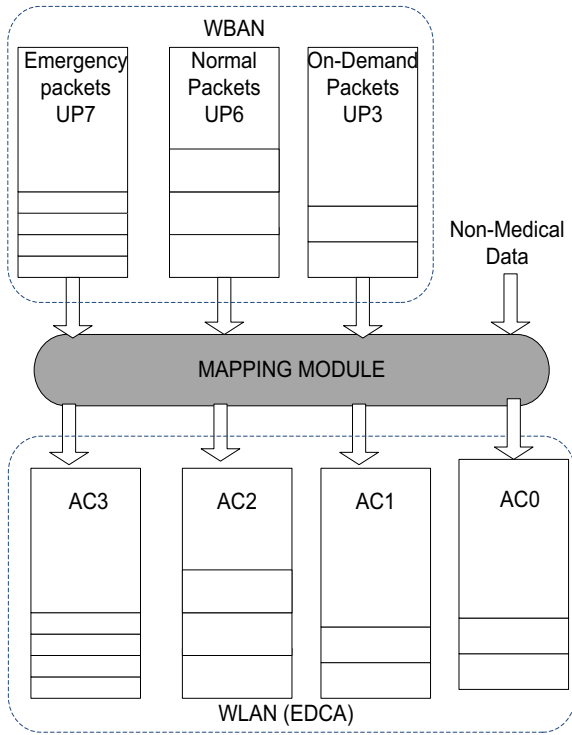 WBAN
Emergency
packets
UP7
Normal
Packets
UP6
On-Demand
Packets
UP3
Non-Medical
Data
MAPPING MODULE
AC3
AC2
AC1
AC0
WLAN (EDCA)